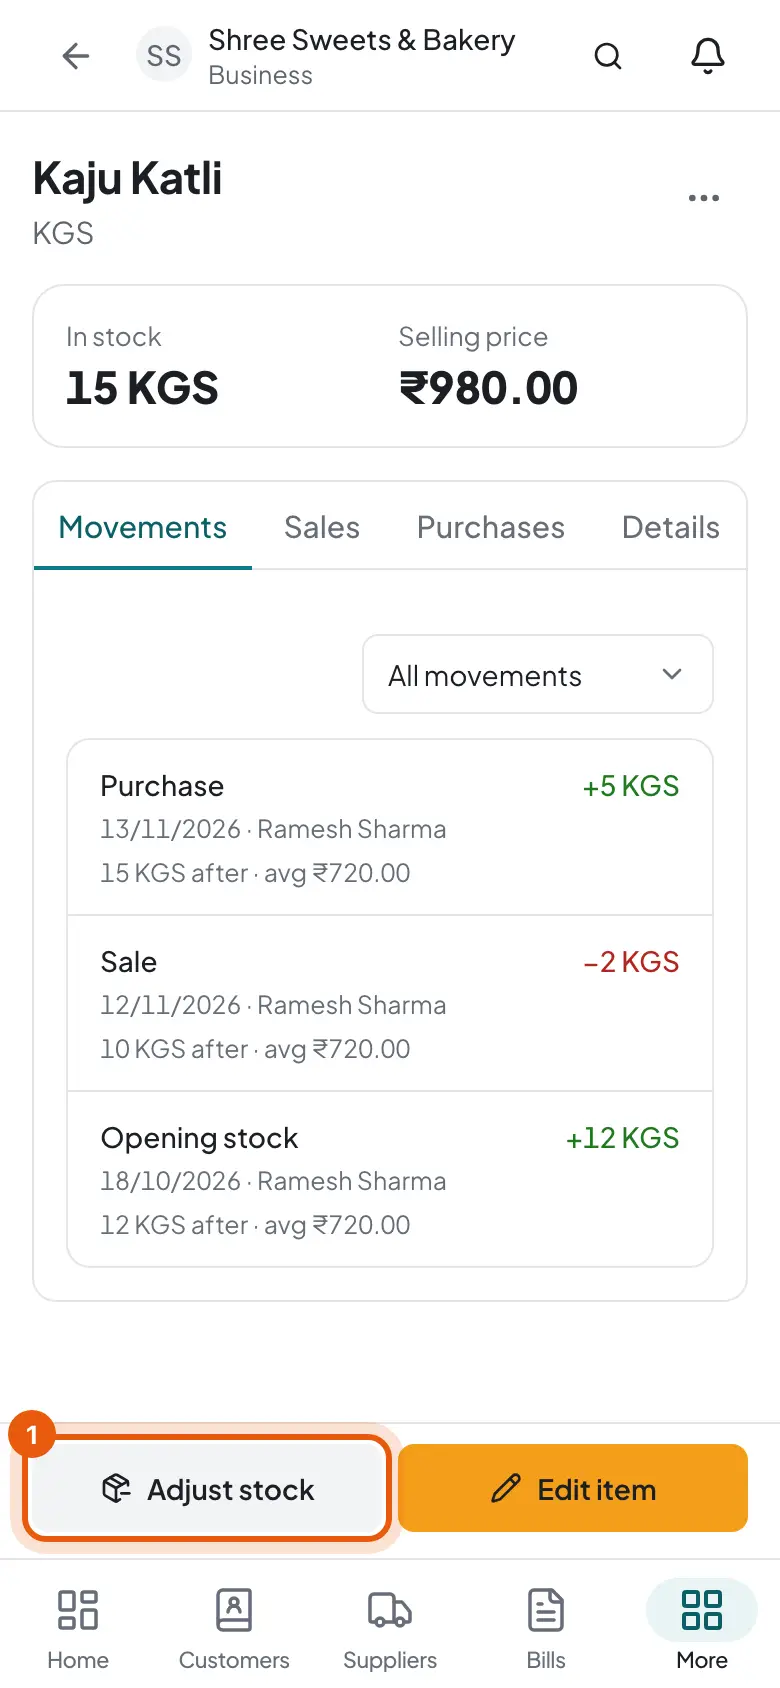 SS
Shree Sweets & Bakery
Business
Kaju Katli
KGS
In stock
Selling price
15 KGS
₹980.00
Movements
Sales
Purchases
Details
All movements
Purchase
+5 KGS
13/11/2026 · Ramesh Sharma
15 KGS after · avg ₹720.00
Sale
−2 KGS
12/11/2026 · Ramesh Sharma
10 KGS after · avg ₹720.00
Opening stock
+12 KGS
18/10/2026 · Ramesh Sharma
12 KGS after · avg ₹720.00
1
Adjust stock
Edit item
Home
Customers
Suppliers
Bills
More